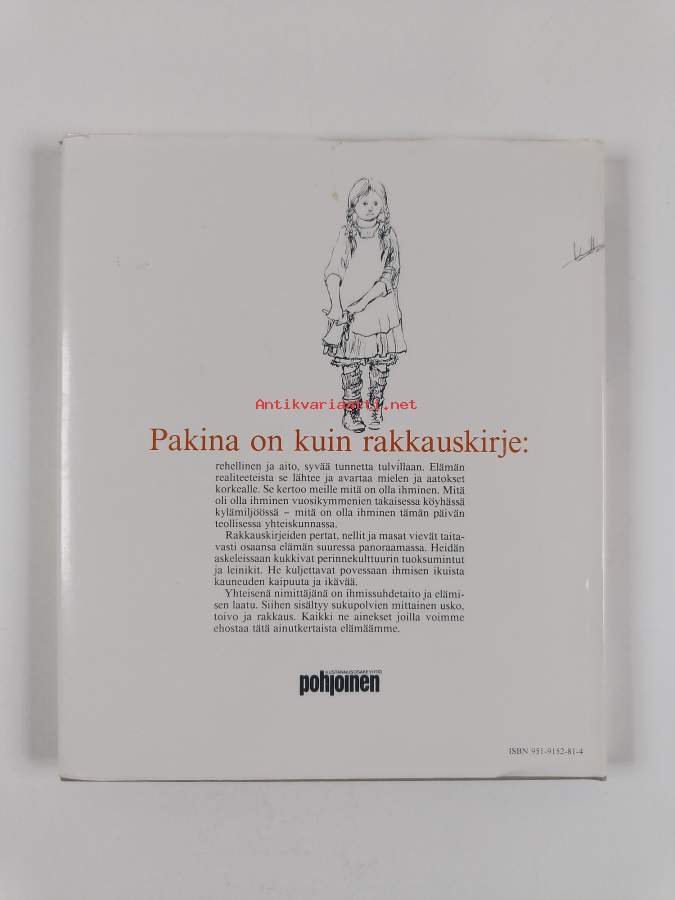 Antikvariaatti.net
Pakina on kuin rakkauskirje:
rehellinen ja aito, syvää tunnetta tulvillaan. Elämän
realiteeteista se lähtee ja avartaa mielen ja aatokset
korkealle. Se kertoo meille mitä on olla ihminen. Mitä
oli olla ihminen vuosikymmenien takaisessa köyhässä
kylämiljöössä – mitä on olla ihminen tämän päivän
teollisessa yhteiskunnassa.
Rakkauskirjeiden pertat, nellit ja masat vievät taita-
vasti osaansa elämän suuressa panoraamassa. Heidän
askeleissaan kukkivat perinnekulttuurin tuoksumintut
ja leinikit. He kuljettavat povessaan ihmisen ikuista
kauneuden kaipuuta ja ikävää.
Yhteisenä nimittäjänä on ihmissuhdetaito ja elämi-
sen laatu. Siihen sisältyy sukupolvien mittainen usko,
toivo ja rakkaus. Kaikki ne ainekset joilla voimme
ehostaa tätä ainutkertaista elämäämme.
KUSTANNUSOSAKEYHTIÖ
pohjoinen
ISBN 951-9152-81-4